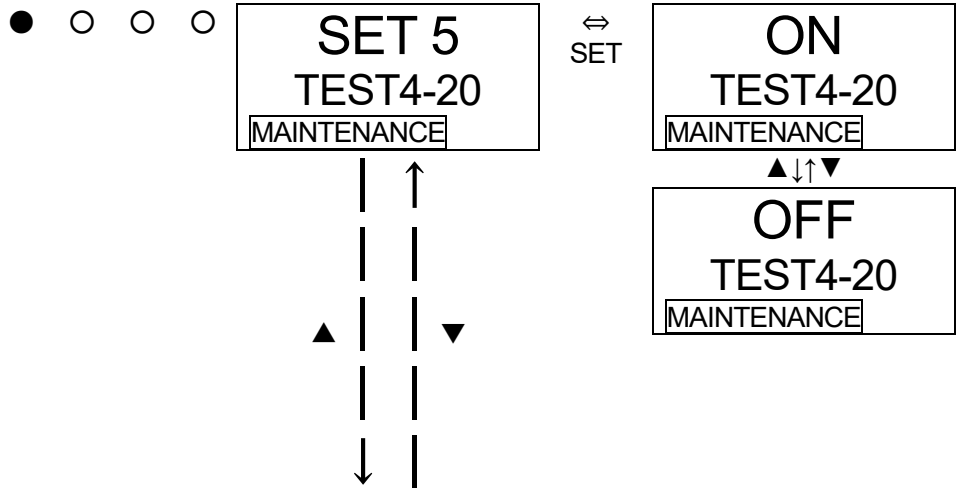 ● ○ ○ ○
SET 5
TEST4-20
MAINTENANCE
⇔
SET
ON
TEST4-20
MAINTENANCE
▲↓↑▼
OFF
TEST4-20
MAINTENANCE
▲ ▼